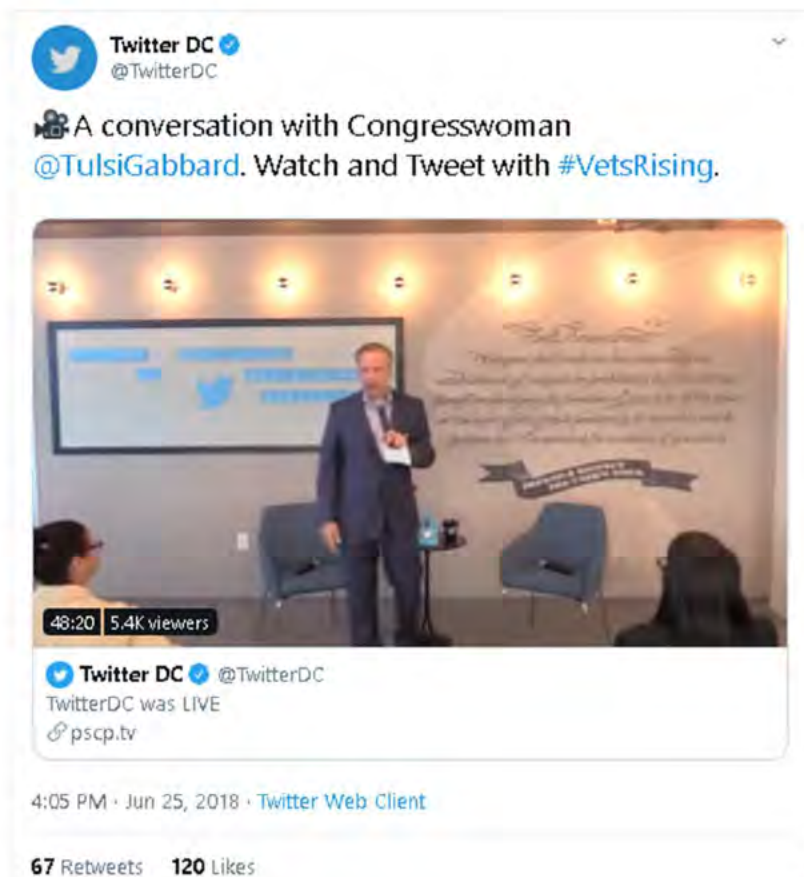 Twitter DC
@TwitterDC
A conversation with Congresswoman
@TulsiGabbard. Watch and Tweet with #VetsRising.
48:20 5.4K viewers
Twitter DC @TwitterDC
TwitterDC was LIVE
pscp.tv
4:05 PM · Jun 25, 2018 · Twitter Web Client
67 Retweets 120 Likes